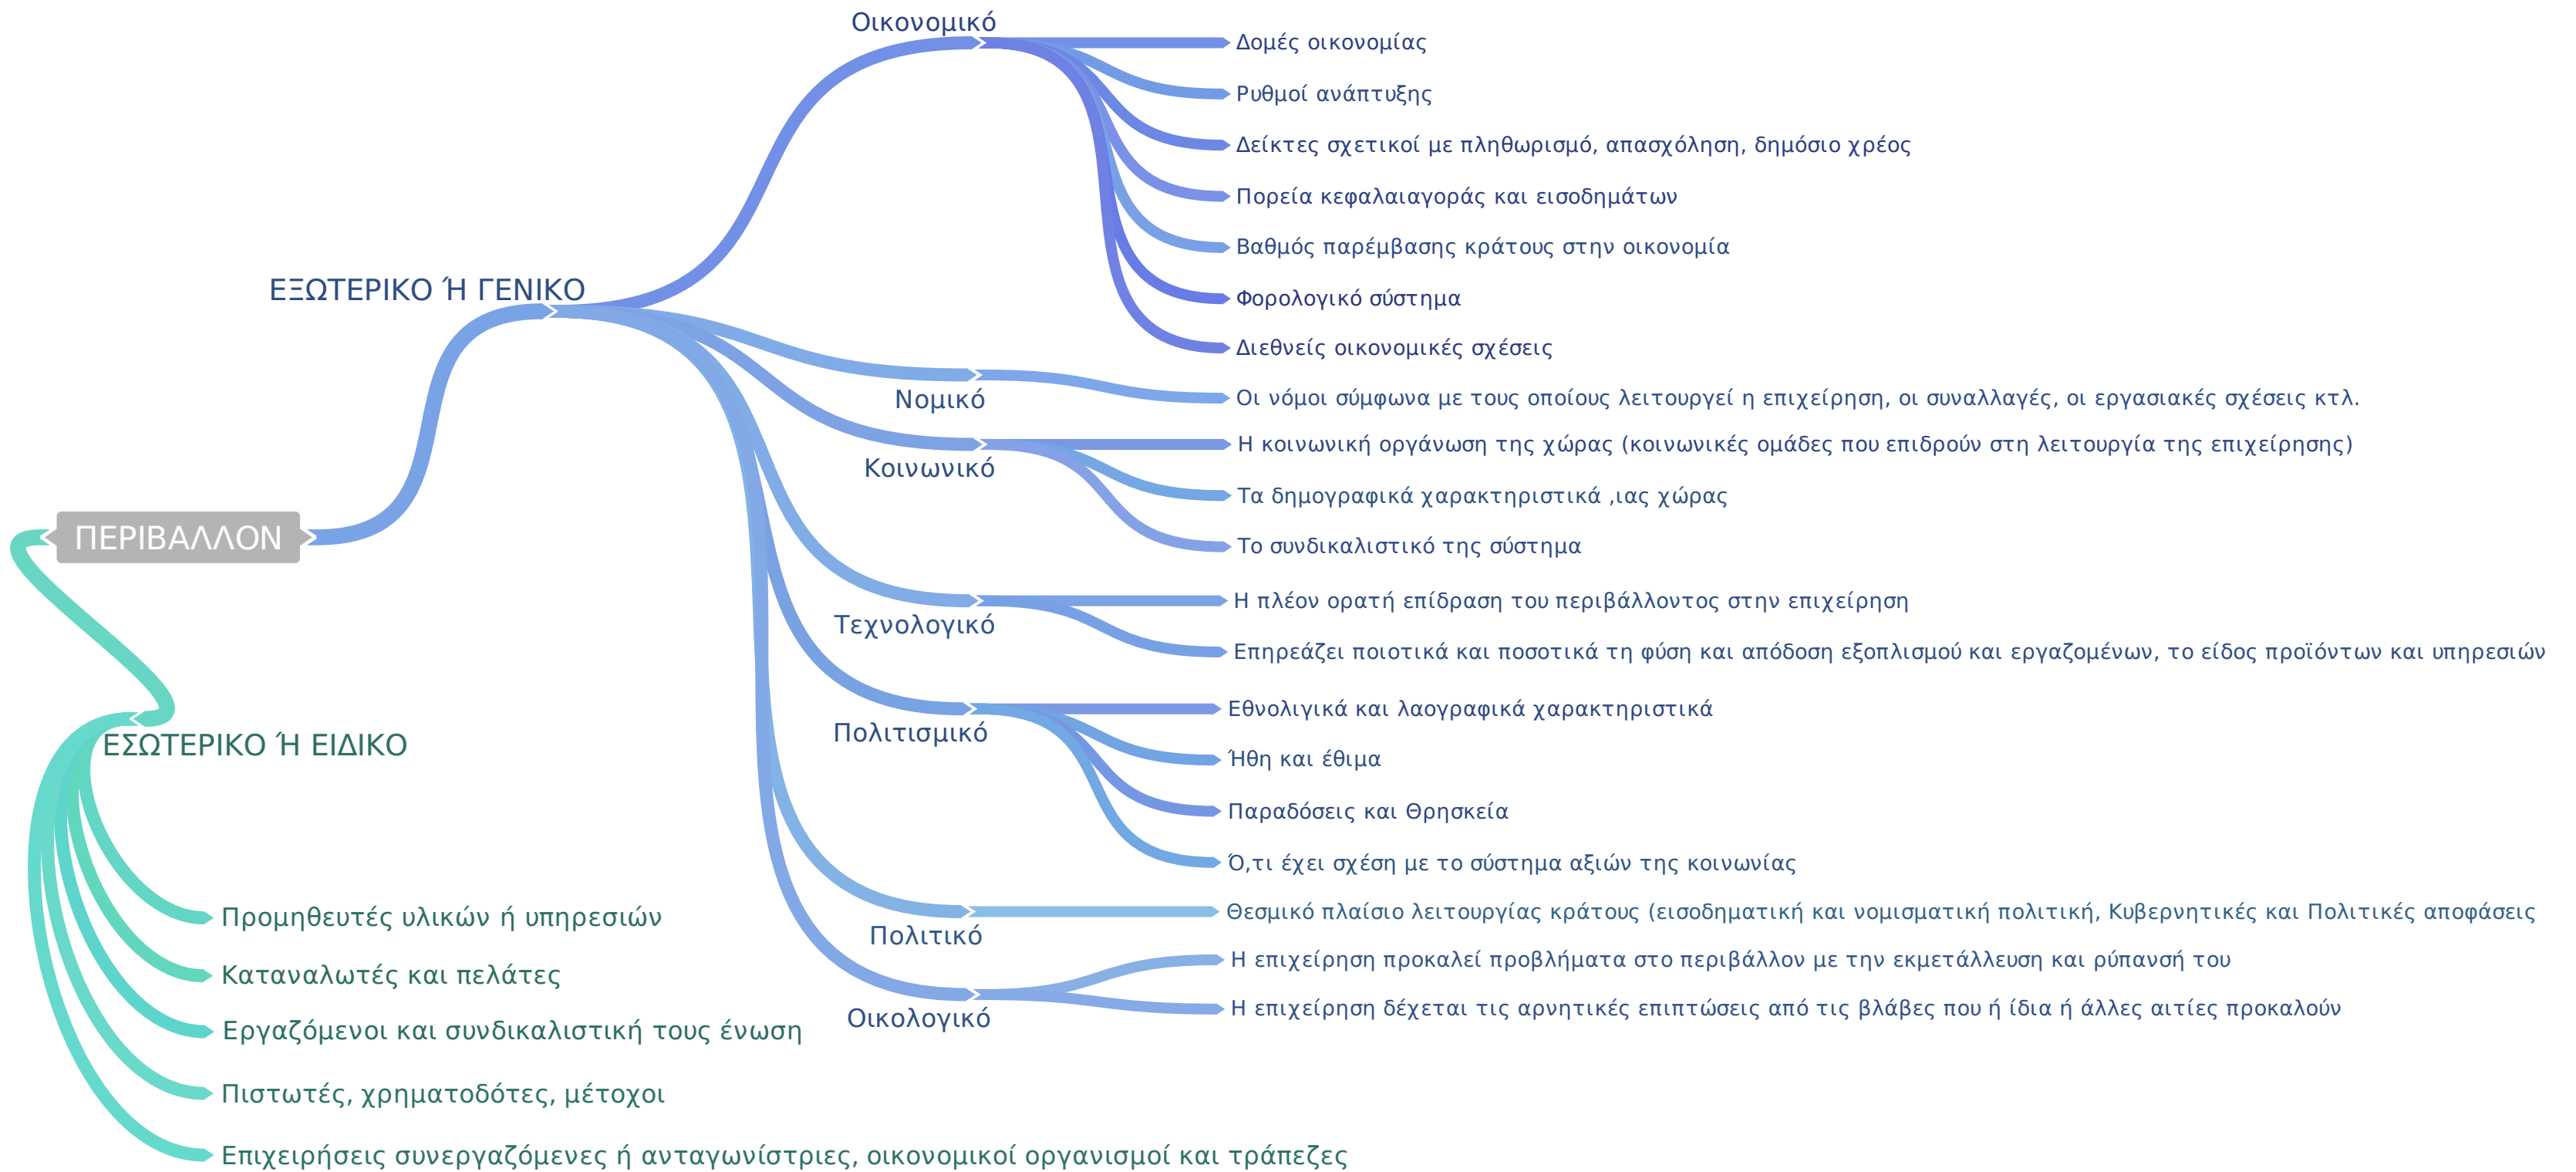 ΠΕΡΙΒΑΛΛΟΝ
ΕΞΩΤΕΡΙΚΟ Ή ΓΕΝΙΚΟ
Οικονομικό
Δομές οικονομίας
Ρυθμοί ανάπτυξης
Δείκτες σχετικοί με πληθωρισμό, απασχόληση, δημόσιο χρέος
Πορεία κεφαλαιαγοράς και εισοδημάτων
Βαθμός παρέμβασης κράτους στην οικονομία
Φορολογικό σύστημα
Διεθνείς οικονομικές σχέσεις
Νομικό
Οι νόμοι σύμφωνα με τους οποίους λειτουργεί η επιχείρηση, οι συναλλαγές, οι εργασιακές σχέσεις κτλ.
Κοινωνικό
Η κοινωνική οργάνωση της χώρας (κοινωνικές ομάδες που επιδρούν στη λειτουργία της επιχείρησης)
Τα δημογραφικά χαρακτηριστικά ,ιας χώρας
Το συνδικαλιστικό της σύστημα
Τεχνολογικό
Η πλέον ορατή επίδραση του περιβάλλοντος στην επιχείρηση
Επηρεάζει ποιοτικά και ποσοτικά τη φύση και απόδοση εξοπλισμού και εργαζομένων, το είδος προϊόντων και υπηρεσιών
Πολιτισμικό
Εθνολιγικά και λαογραφικά χαρακτηριστικά
Ήθη και έθιμα
Παραδόσεις και Θρησκεία
Ό,τι έχει σχέση με το σύστημα αξιών της κοινωνίας
Πολιτικό
Θεσμικό πλαίσιο λειτουργίας κράτους (εισοδηματική και νομισματική πολιτική, Κυβερνητικές και Πολιτικές αποφάσεις
Οικολογικό
Η επιχείρηση προκαλεί προβλήματα στο περιβάλλον με την εκμετάλλευση και ρύπανσή του
Η επιχείρηση δέχεται τις αρνητικές επιπτώσεις από τις βλάβες που ή ίδια ή άλλες αιτίες προκαλούν
ΕΣΩΤΕΡΙΚΟ Ή ΕΙΔΙΚΟ
Προμηθευτές υλικών ή υπηρεσιών
Καταναλωτές και πελάτες
Εργαζόμενοι και συνδικαλιστική τους ένωση
Πιστωτές, χρηματοδότες, μέτοχοι
Επιχειρήσεις συνεργαζόμενες ή ανταγωνίστριες, οικονομικοί οργανισμοί και τράπεζες